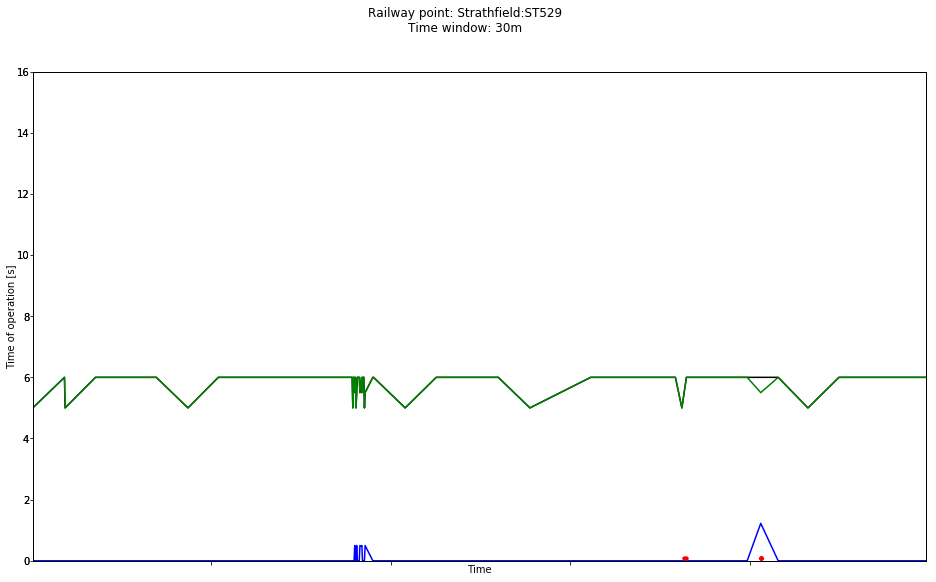 Railway point: Strathfield:ST529
Time window: 30m
16
14
12
10
8
6
4
2
0
Time of operation [s]
Time